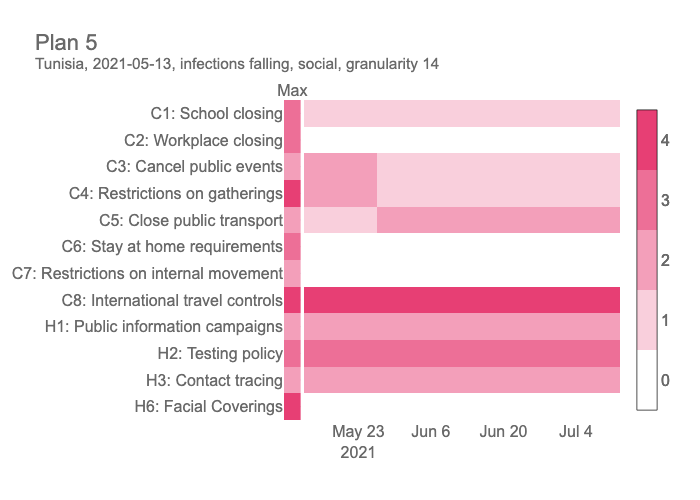 Plan 5
Tunisia, 2021-05-13, infections falling, social, granularity 14
Max
C1: School closing
C2: Workplace closing
C3: Cancel public events
C4: Restrictions on gatherings
C5: Close public transport
C6: Stay at home requirements
C7: Restrictions on internal movement
C8: International travel controls
H1: Public information campaigns
H2: Testing policy
H3: Contact tracing
H6: Facial Coverings
4
3
2
1
0
May 23 Jun 6 Jun 20 Jul 4
2021